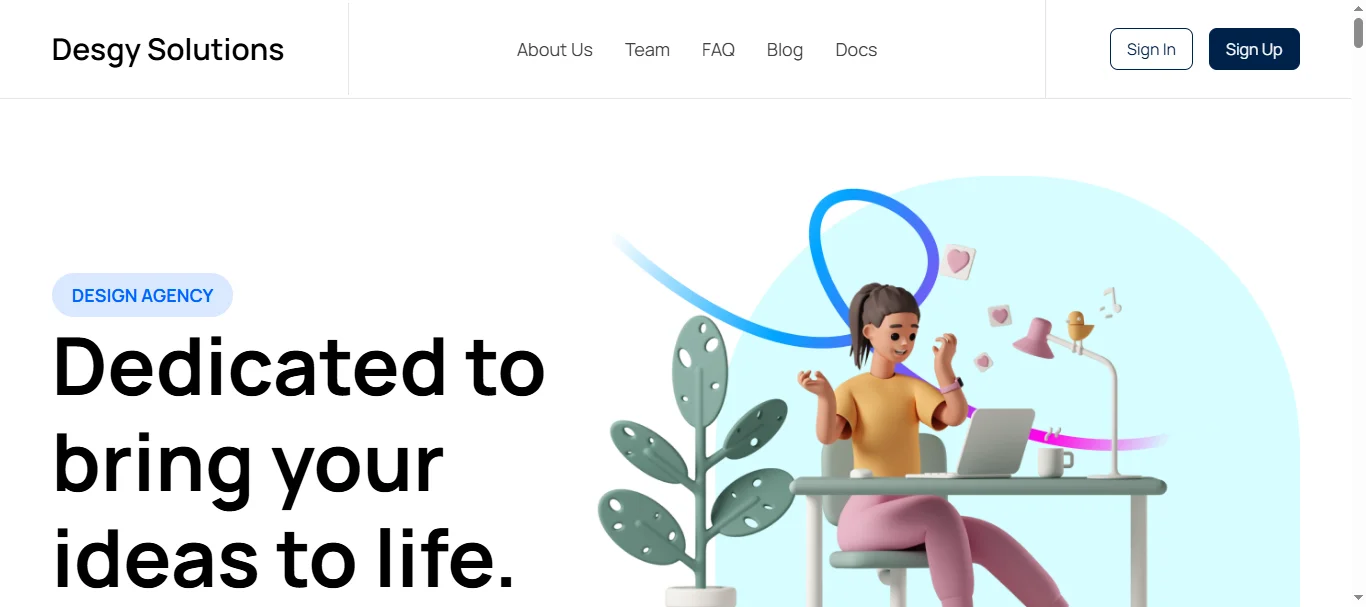 Desgy Solutions
About Us
Team
FAQ
Blog
Docs
Sign In
Sign Up
DESIGN AGENCY
Dedicated to
bring your
ideas to life.